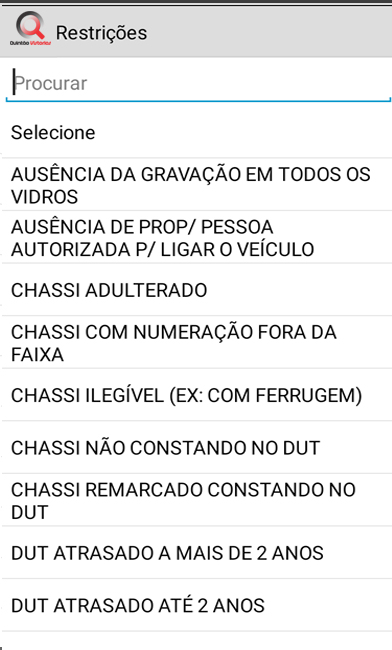 Quintão Vistorias
Restrições
Procurar
Selecione
AUSÊNCIA DA GRAVAÇÃO EM TODOS OS
VIDROS
AUSÊNCIA DE PROP/ PESSOA
AUTORIZADA P/ LIGAR O VEÍCULO
CHASSI ADULTERADO
CHASSI COM NUMERAÇÃO FORA DA
FAIXA
CHASSI ILEGÍVEL (EX: COM FERRUGEM)
CHASSI NÃO CONSTANDO NO DUT
CHASSI REMARCADO CONSTANDO NO
DUT
DUT ATRASADO A MAIS DE 2 ANOS
DUT ATRASADO ATÉ 2 ANOS